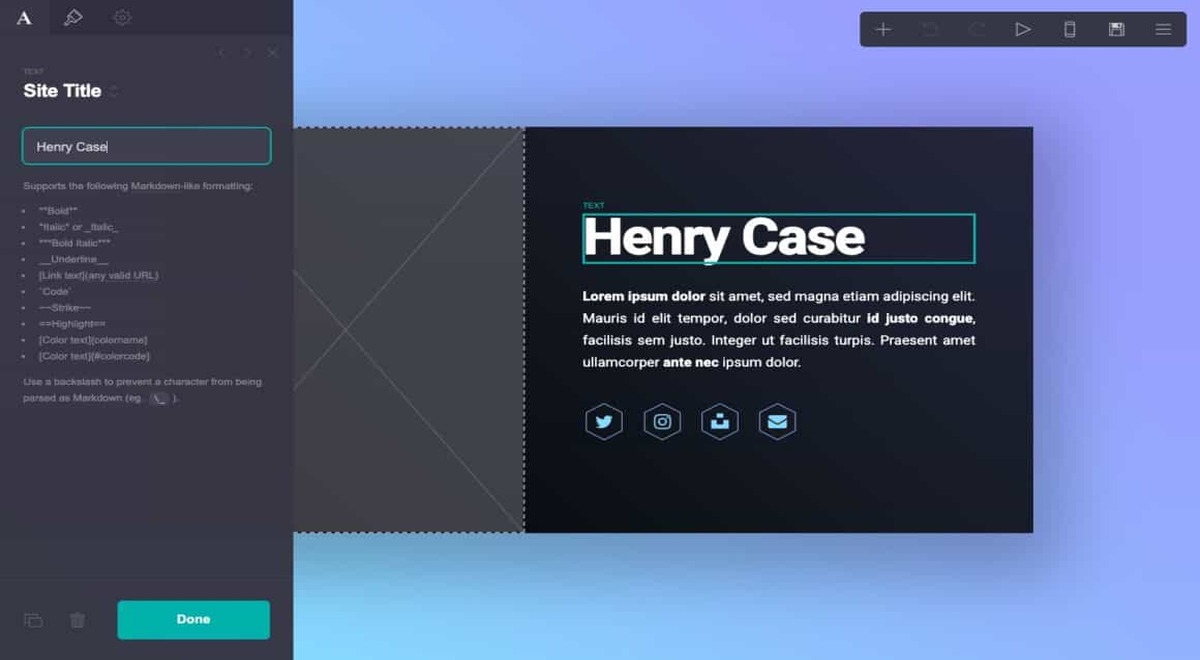 A
TEXT
Site Title
Henry Case
Supports the following Markdown-like formatting:
**Bold**
*Italic* or _Italic_
***Bold Italic***
__Underline__
[Link text](any valid URL)
`Code`
~~Strike~~
==Highlight==
[Color text](colorname)
[Color text](#colorcode)
Use a backslash to prevent a character from being
parsed as Markdown (eg. \_ ).
Done
TEXT
Henry Case
Lorem ipsum dolor sit amet, sed magna etiam adipiscing elit.
Mauris id elit tempor, dolor sed curabitur id justo congue,
facilisis sem justo. Integer ut facilisis turpis. Praesent amet
ullamcorper ante nec ipsum dolor.